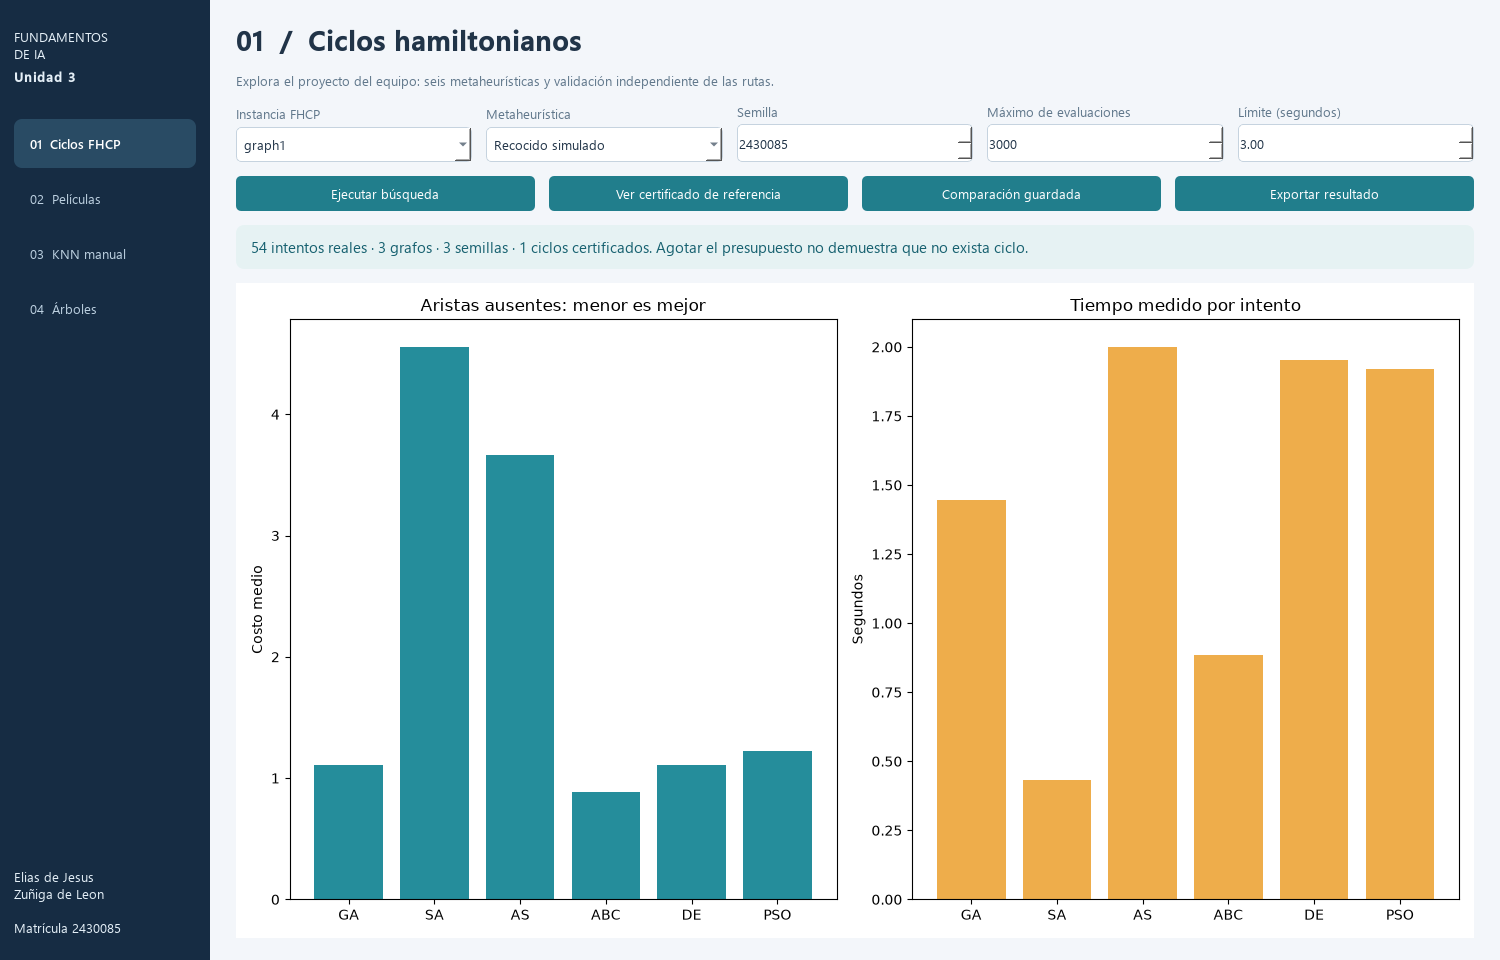 FUNDAMENTOS
DE IA
Unidad 3
01 Ciclos FHCP
02 Películas
03 KNN manual
04 Árboles
Elias de Jesus
Zuñiga de Leon
Matrícula 2430085
01 / Ciclos hamiltonianos
Explora el proyecto del equipo: seis metaheurísticas y validación independiente de las rutas.
Instancia FHCP
graph1
Metaheurística
Recocido simulado
Semilla
2430085
Máximo de evaluaciones
3000
Límite (segundos)
3.00
Ejecutar búsqueda
Ver certificado de referencia
Comparación guardada
Exportar resultado
54 intentos reales · 3 grafos · 3 semillas · 1 ciclos certificados. Agotar el presupuesto no demuestra que no exista ciclo.
Aristas ausentes: menor es mejor
Costo medio
4
3
2
1
0
GA SA AS ABC DE PSO
Tiempo medido por intento
Segundos
2.00
1.75
1.50
1.25
1.00
0.75
0.50
0.25
0.00
GA SA AS ABC DE PSO